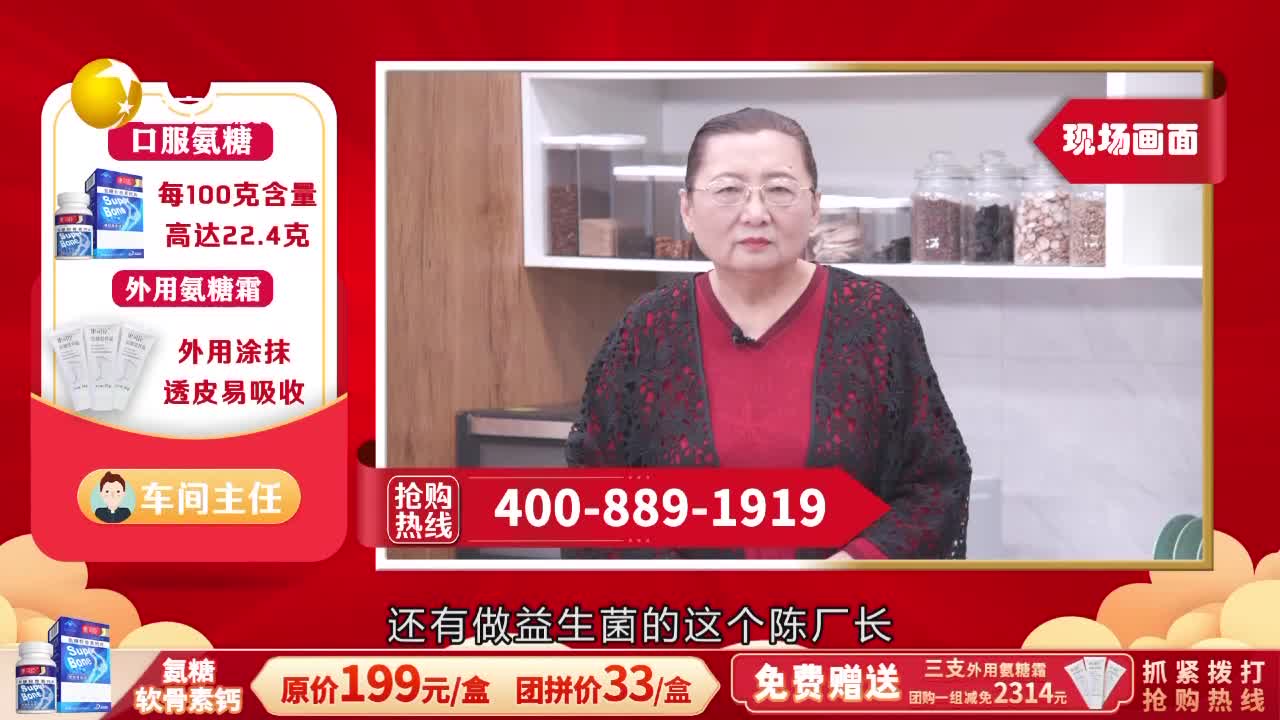 口服氨糖
每100克含量
高达22.4克
外用氨糖霜
外用涂抹
透皮易吸收
车间主任
现场画面
抢购
热线
400-889-1919
还有做益生菌的这个陈厂长
Super
Bone
Super
Bone
氨糖
软骨素钙
原价199元/盒 团拼价33/盒
免费赠送
三支外用氨糖霜
团购一组减免2314元
抓紧拨打
抢购热线